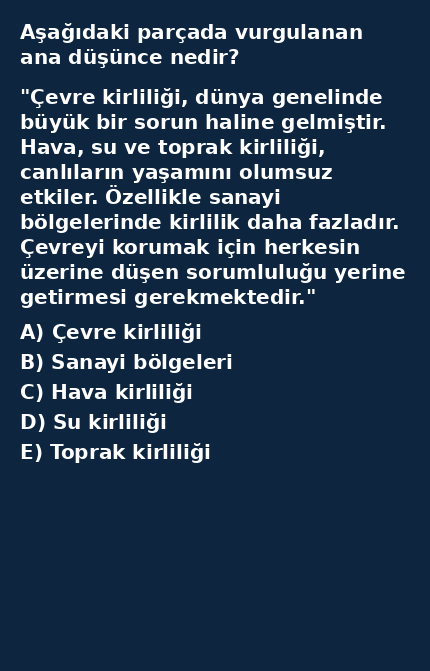 Aşağıdaki parçada vurgulanan
ana düşünce nedir?
"Çevre kirliliği, dünya genelinde
büyük bir sorun haline gelmiştir.
Hava, su ve toprak kirliliği,
canlıların yaşamını olumsuz
etkiler. Özellikle sanayi
bölgelerinde kirlilik daha fazladır.
Çevreyi korumak için herkesin
üzerine düşen sorumluluğu yerine
getirmesi gerekmektedir."
A) Çevre kirliliği
B) Sanayi bölgeleri
C) Hava kirliliği
D) Su kirliliği
E) Toprak kirliliği